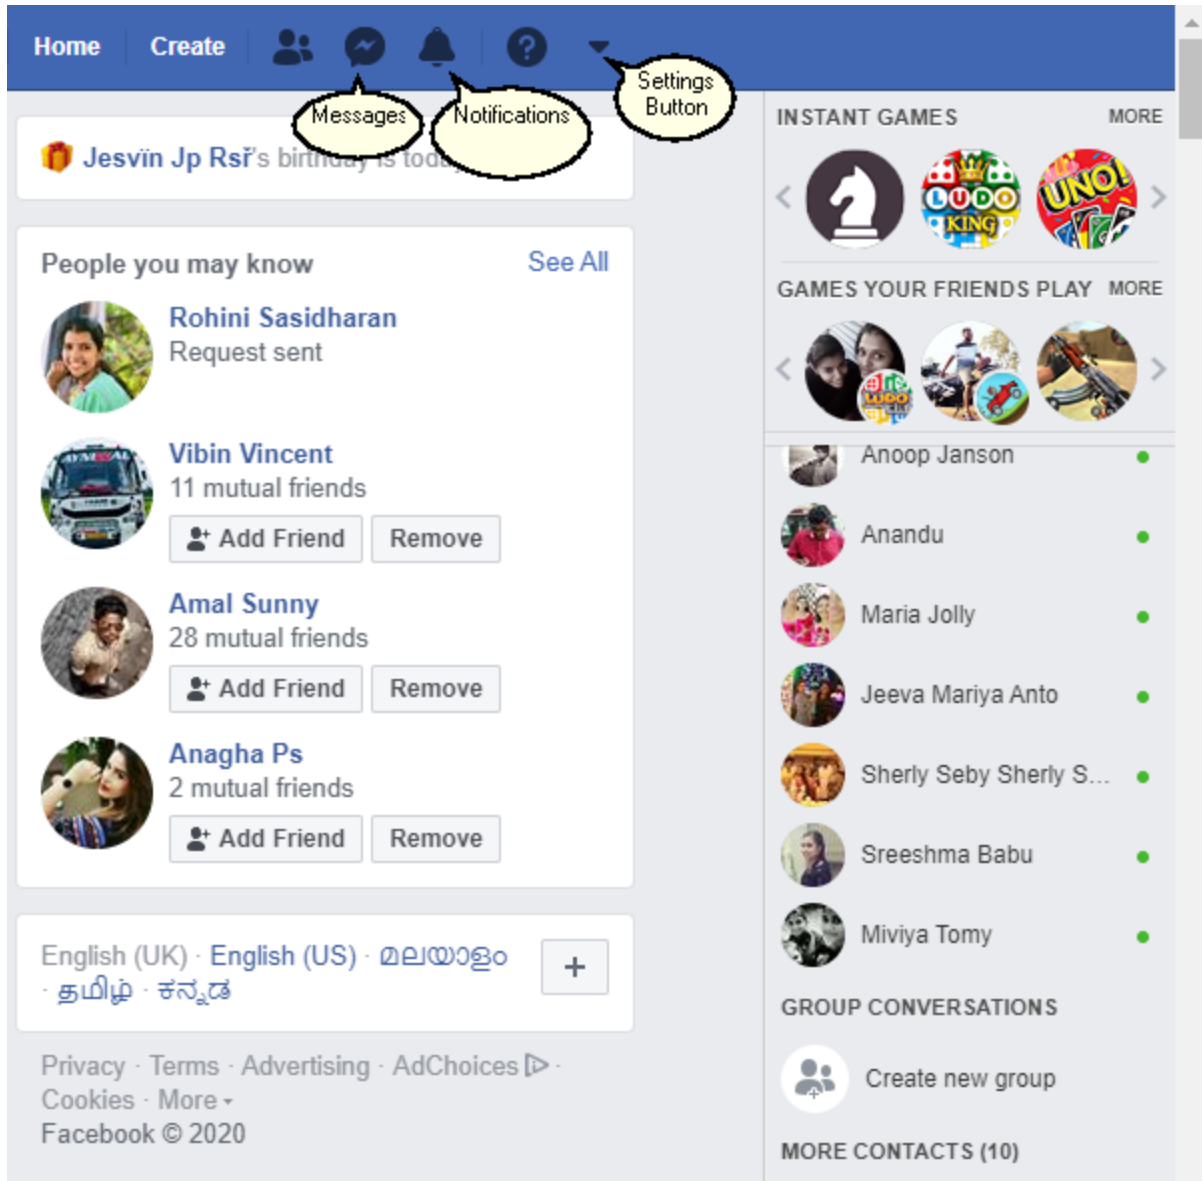 Home Create
Messages
Notifications
Settings
Button
Jesvïn Jp Rsř's birthday is today
People you may know See All
Rohini Sasidharan
Request sent
Vibin Vincent
11 mutual friends
Add Friend Remove
Amal Sunny
28 mutual friends
Add Friend Remove
Anagha Ps
2 mutual friends
Add Friend Remove
English (UK) · English (US) · മലയാളം
· தமிழ் · ಕನ್ನಡ
+
Privacy · Terms · Advertising · AdChoices ·
Cookies · More
Facebook © 2020
INSTANT GAMES MORE
LUDO
KING
UNO!
GAMES YOUR FRIENDS PLAY MORE
LUDO
Anoop Janson
Anandu
Maria Jolly
Jeeva Mariya Anto
Sherly Seby Sherly S...
Sreeshma Babu
Miviya Tomy
GROUP CONVERSATIONS
Create new group
MORE CONTACTS (10)